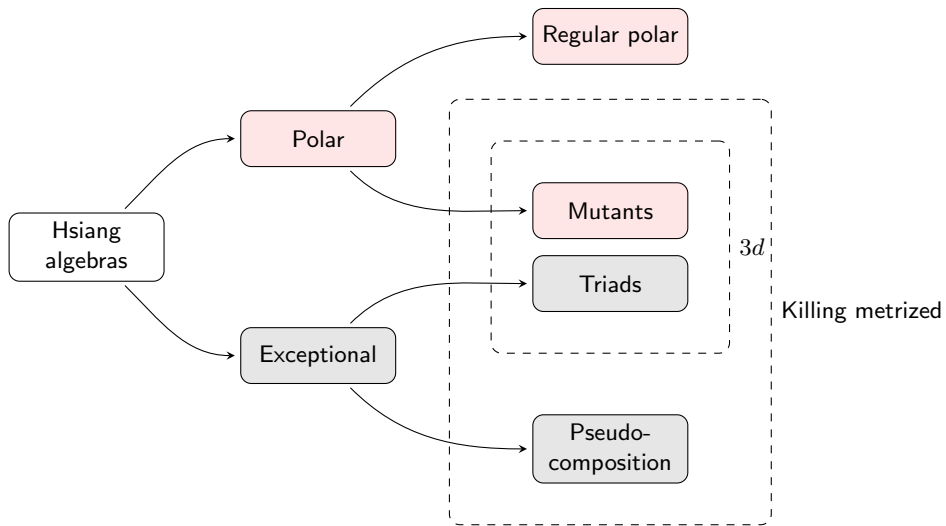 Regular polar
Polar
Mutants
Hsiang
algebras
3d
Triads
Killing metrized
Exceptional
Pseudo-
composition